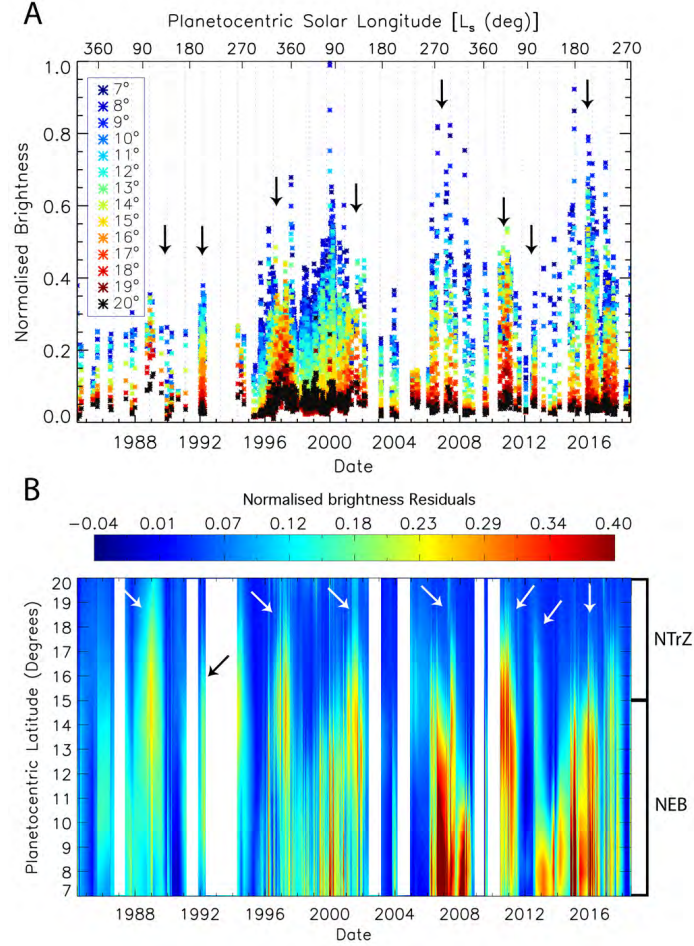 A
Planetocentric Solar Longitude [Ls (deg)]
360 90 180 270 360 90 180 270 360 90 180 270
Normalised Brightness
1.0
0.8
0.6
0.4
0.2
0.0
7°
8°
9°
10°
11°
12°
13°
14°
15°
16°
17°
18°
19°
20°
1988 1992 1996 2000 2004 2008 2012 2016
Date
B
Normalised brightness Residuals
−0.04 0.01 0.07 0.12 0.18 0.23 0.29 0.34 0.40
Planetocentric Latitude (Degrees)
20
19
18
17
16
15
14
13
12
11
10
9
8
7
NTrZ
NEB
1988 1992 1996 2000 2004 2008 2012 2016
Date